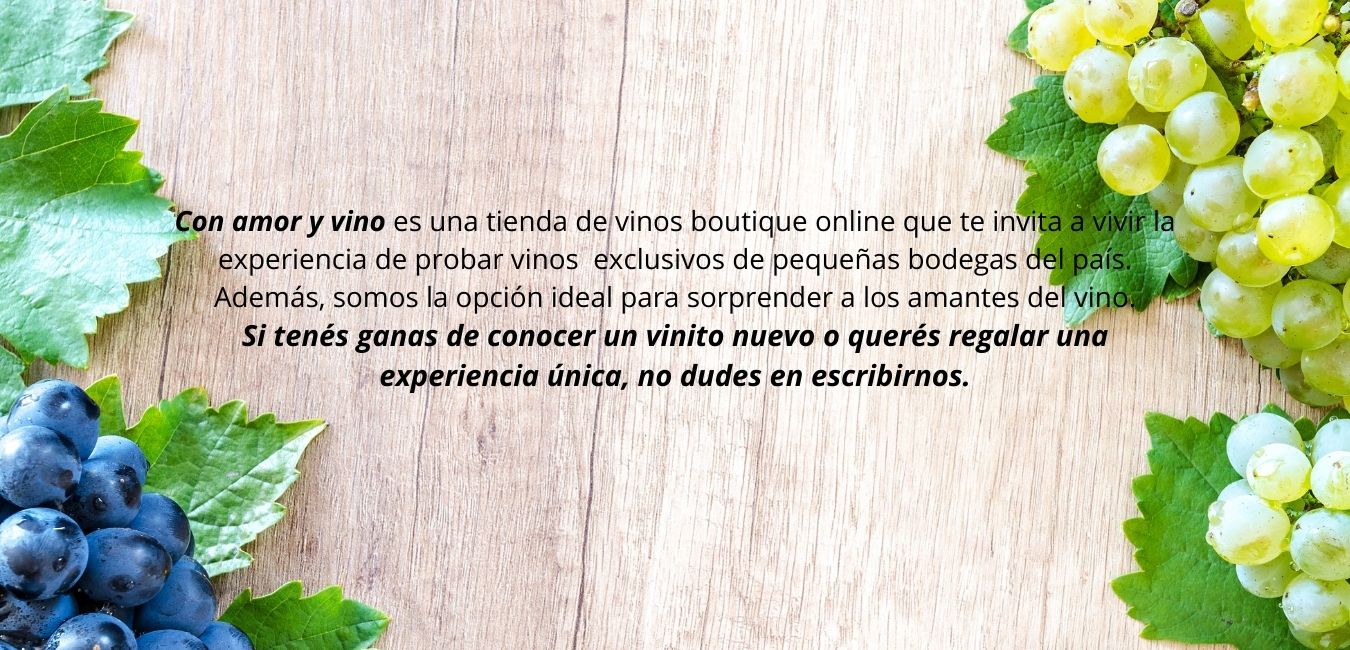 Con amor y vino es una tienda de vinos boutique online que te invita a vivir la
experiencia de probar vinos  exclusivos de pequeñas bodegas del país.
Además, somos la opción ideal para sorprender a los amantes del vino.
Si tenés ganas de conocer un vinito nuevo o querés regalar una
experiencia única, no dudes en escribirnos.